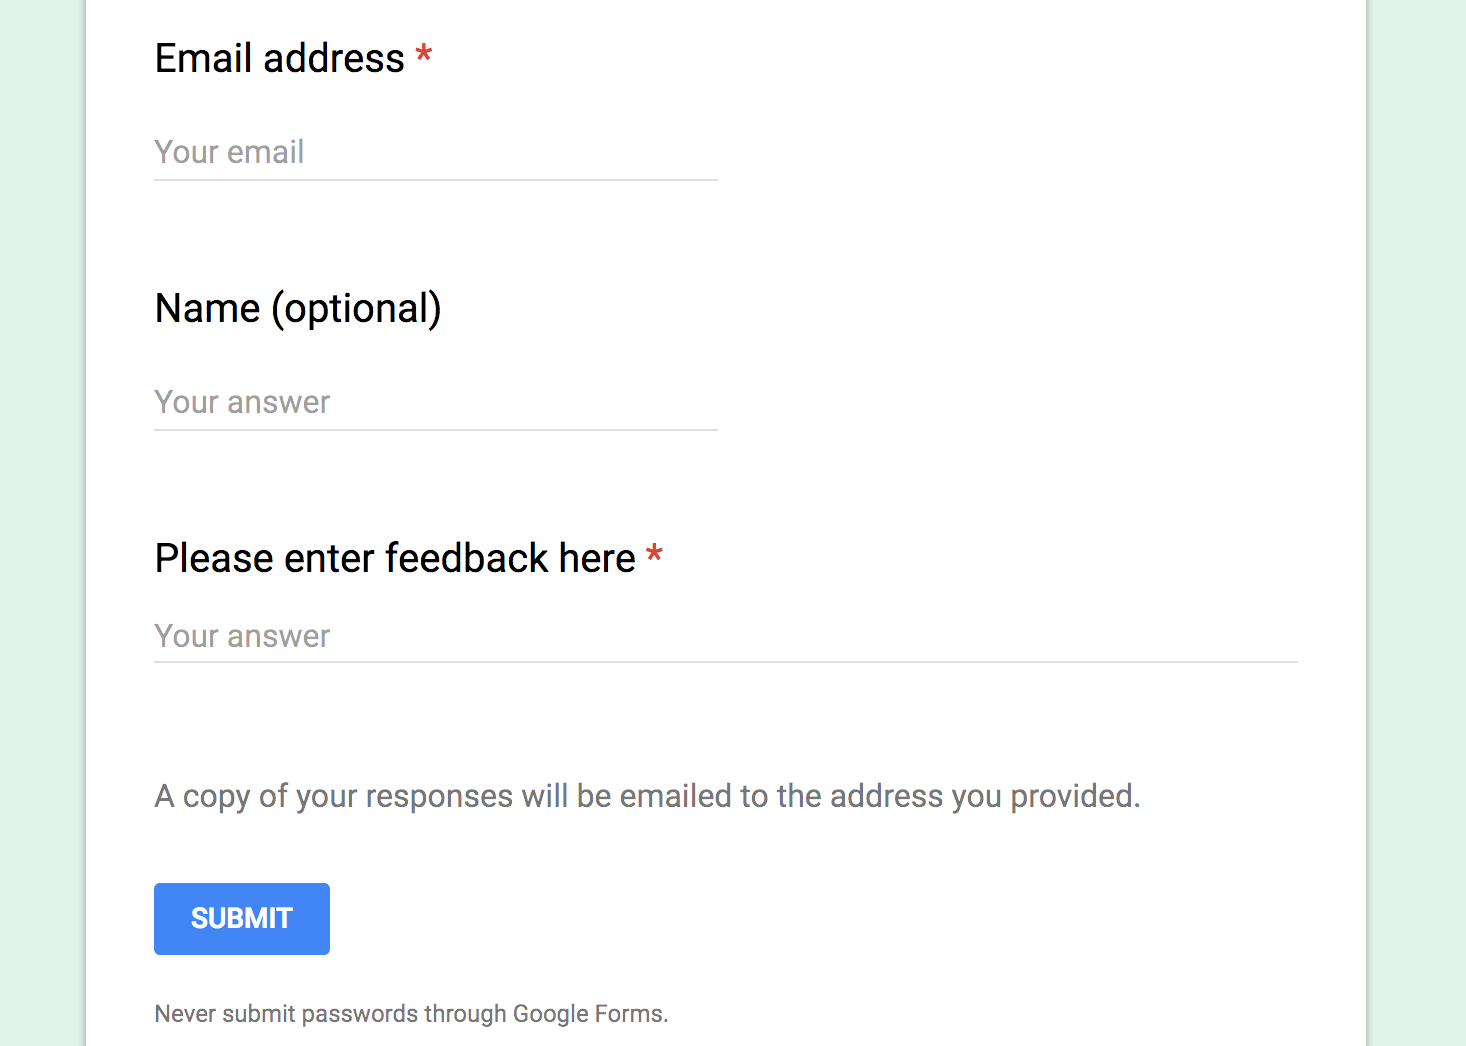 Email address *
Your email
Name (optional)
Your answer
Please enter feedback here *
Your answer
A copy of your responses will be emailed to the address you provided.
SUBMIT
Never submit passwords through Google Forms.